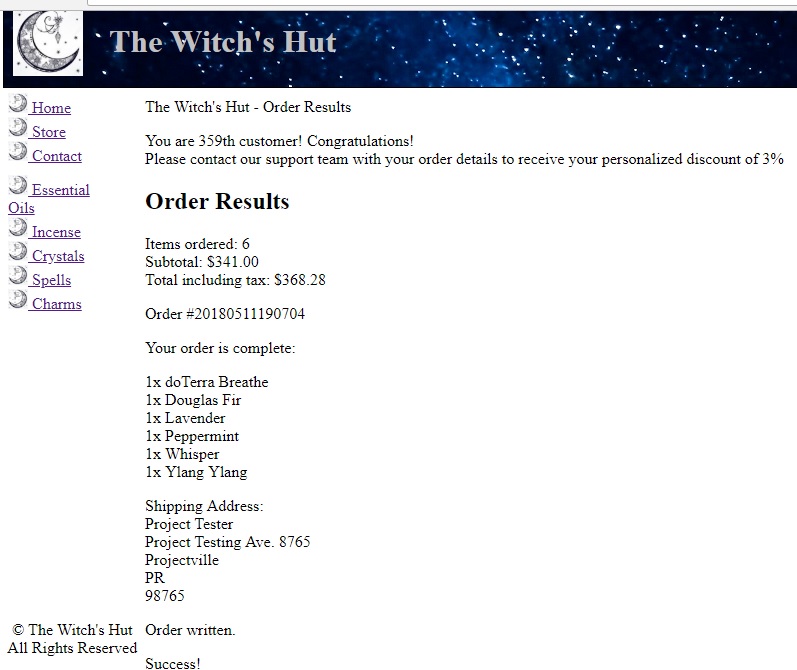 The Witch's Hut
Home
Store
Contact
Essential
Oils
Incense
Crystals
Spells
Charms
The Witch's Hut - Order Results
You are 359th customer! Congratulations!
Please contact our support team with your order details to receive your personalized discount of 3%
Order Results
Items ordered: 6
Subtotal: $341.00
Total including tax: $368.28
Order #20180511190704
Your order is complete:
1x doTerra Breathe
1x Douglas Fir
1x Lavender
1x Peppermint
1x Whisper
1x Ylang Ylang
Shipping Address:
Project Tester
Project Testing Ave. 8765
Projectville
PR
98765
Order written.
Success!
© The Witch's Hut
All Rights Reserved